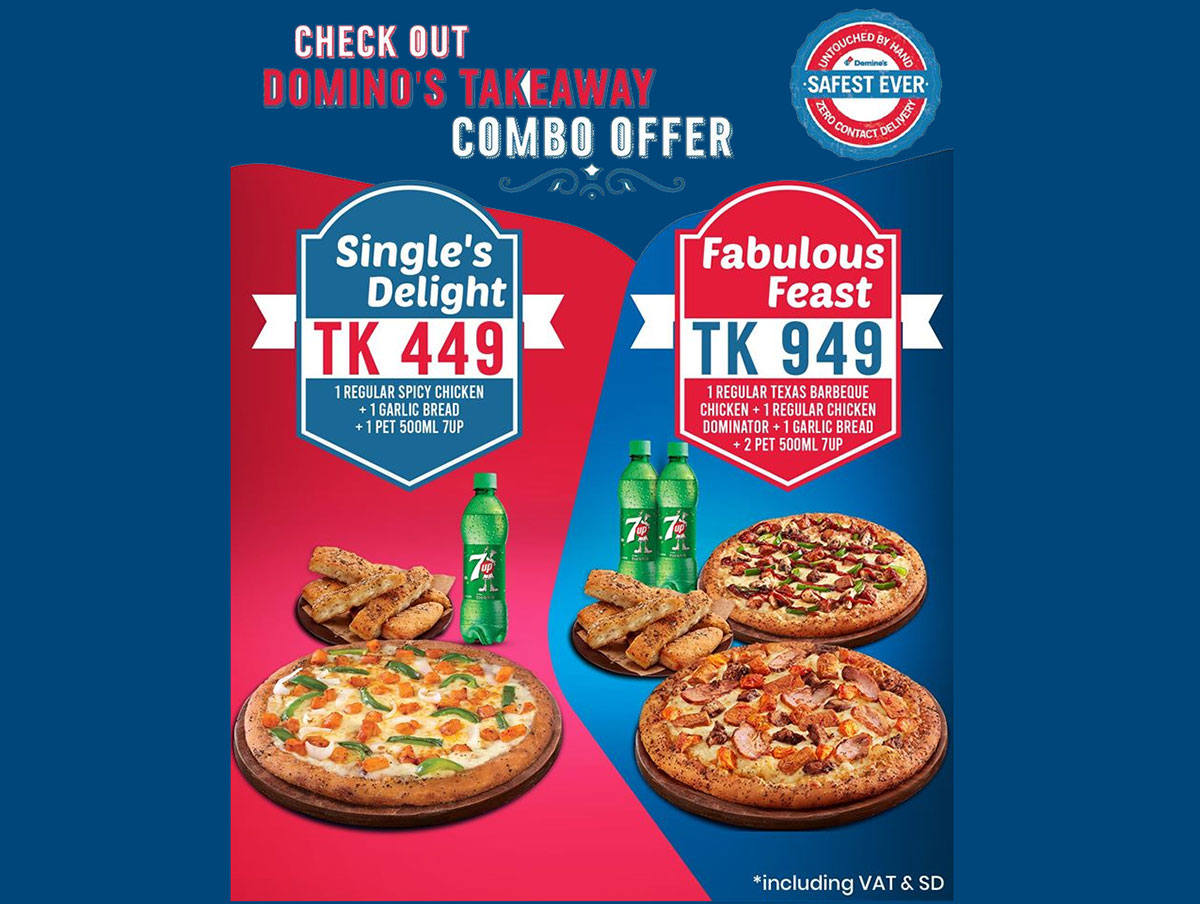 CHECK OUT
DOMINO'S TAKEAWAY
COMBO OFFER
UNTOUCHED BY HAND
Domino's
·SAFEST EVER·
ZERO CONTACT DELIVERY
Single's
Delight
TK 449
1 REGULAR SPICY CHICKEN
+ 1 GARLIC BREAD
+ 1 PET 500ML 7UP
Fabulous
Feast
TK 949
1 REGULAR TEXAS BARBEQUE
CHICKEN + 1 REGULAR CHICKEN
DOMINATOR + 1 GARLIC BREAD
+ 2 PET 500ML 7UP
7up
7up
7up
*including VAT & SD